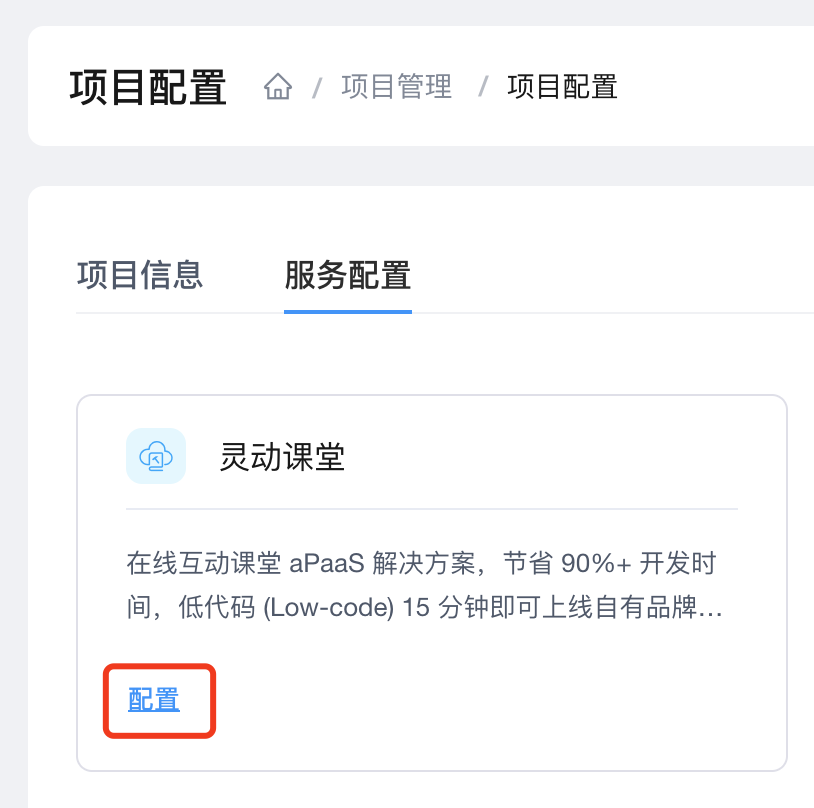 项目配置 / 项目管理 / 项目配置
项目信息 服务配置
灵动课堂
在线互动课堂 aPaaS 解决方案，节省 90%+ 开发时
间，低代码 (Low-code) 15 分钟即可上线自有品牌…
配置